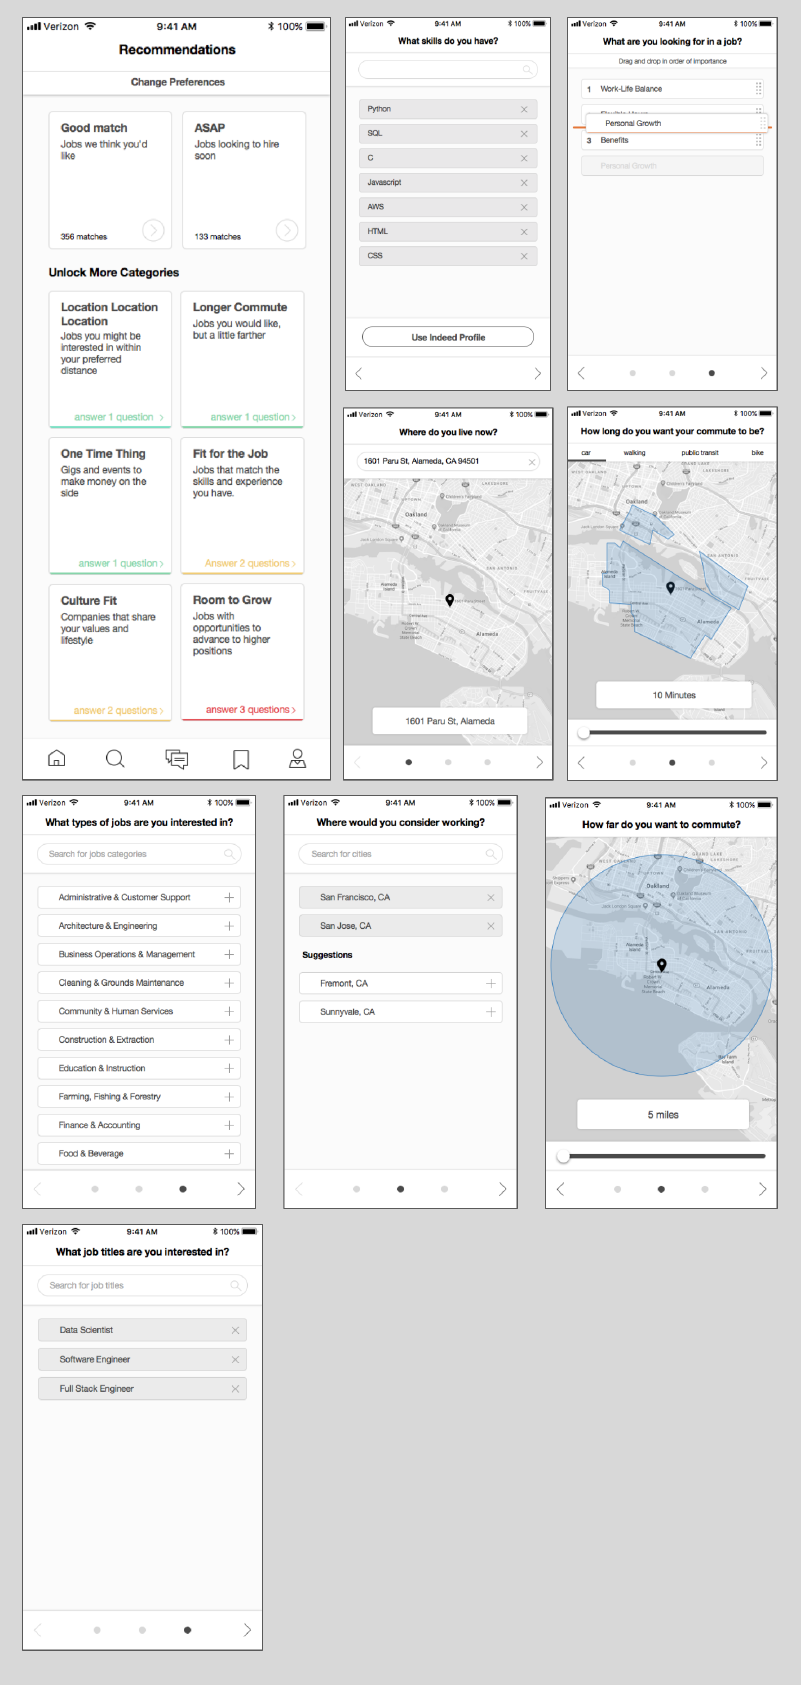 Verizon 9:41 AM 100%
Recommendations
Change Preferences
Good match
Jobs we think you'd
like
356 matches
ASAP
Jobs looking to hire
soon
133 matches
Unlock More Categories
Location Location
Location
Jobs you might be
interested in within
your preferred
distance
answer 1 question >
Longer Commute
Jobs you would like,
but a little farther
answer 1 question >
One Time Thing
Gigs and events to
make money on the
side
answer 1 question >
Fit for the Job
Jobs that match the
skills and experience
you have.
Answer 2 questions >
Culture Fit
Companies that share
your values and
lifestyle
answer 2 questions >
Room to Grow
Jobs with
opportunities to
advance to higher
positions
answer 3 questions >
Verizon 9:41 AM 100%
What skills do you have?
Python
SQL
C
Javascript
AWS
HTML
CSS
Use Indeed Profile
Verizon 9:41 AM 100%
What are you looking for in a job?
Drag and drop in order of importance
1 Work-Life Balance
Personal Growth
3 Benefits
Personal Growth
Verizon 9:41 AM 100%
Where do you live now?
1601 Paru St, Alameda, CA 94501
WEST OAKLAND
Oakland
Alameda
Island
Alameda
1601 Paru St, Alameda
Verizon 9:41 AM 100%
How long do you want your commute to be?
car walking public transit bike
Oakland
Alameda
10 Minutes
Verizon 9:41 AM 100%
What types of jobs are you interested in?
Search for jobs categories
Administrative & Customer Support
Architecture & Engineering
Business Operations & Management
Cleaning & Grounds Maintenance
Community & Human Services
Construction & Extraction
Education & Instruction
Farming, Fishing & Forestry
Finance & Accounting
Food & Beverage
Verizon 9:41 AM 100%
Where would you consider working?
Search for cities
San Francisco, CA
San Jose, CA
Suggestions
Fremont, CA
Sunnyvale, CA
Verizon 9:41 AM 100%
How far do you want to commute?
Oakland
Alameda
5 miles
Verizon 9:41 AM 100%
What job titles are you interested in?
Search for job titles
Data Scientist
Software Engineer
Full Stack Engineer